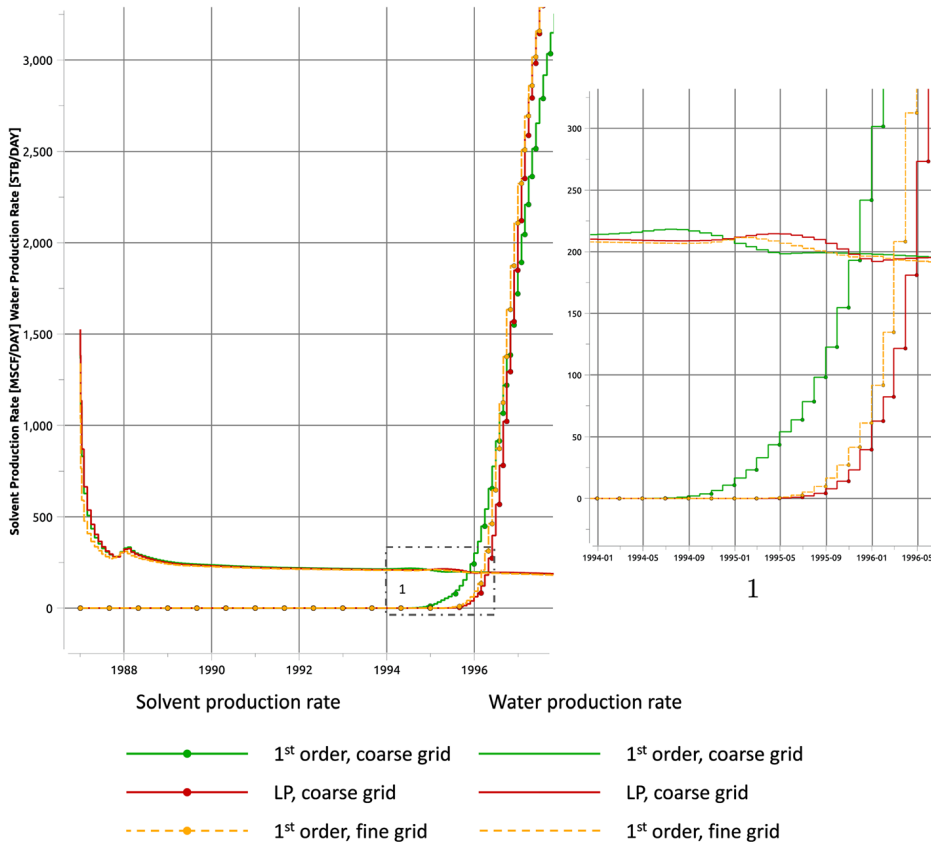 Solvent Production Rate [MSCF/DAY] Water Production Rate [STB/DAY]
3,000
2,500
2,000
1,500
1,000
500
0
1988 1990 1992 1994 1996
1
300
250
200
150
100
50
0
1994-01 1994-05 1994-09 1995-01 1995-05 1995-09 1996-01 1996-05
1
Solvent production rate Water production rate
1st order, coarse grid 1st order, coarse grid
LP, coarse grid LP, coarse grid
1st order, fine grid 1st order, fine grid